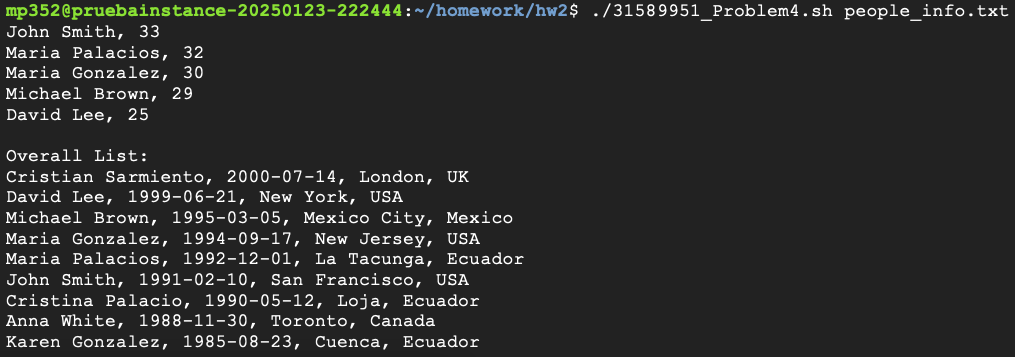 mp352@pruebainstance-20250123-222444:~/homework/hw2$ ./31589951_Problem4.sh people_info.txt
John Smith, 33
Maria Palacios, 32
Maria Gonzalez, 30
Michael Brown, 29
David Lee, 25
Overall List:
Cristian Sarmiento, 2000-07-14, London, UK
David Lee, 1999-06-21, New York, USA
Michael Brown, 1995-03-05, Mexico City, Mexico
Maria Gonzalez, 1994-09-17, New Jersey, USA
Maria Palacios, 1992-12-01, La Tacunga, Ecuador
John Smith, 1991-02-10, San Francisco, USA
Cristina Palacio, 1990-05-12, Loja, Ecuador
Anna White, 1988-11-30, Toronto, Canada
Karen Gonzalez, 1985-08-23, Cuenca, Ecuador